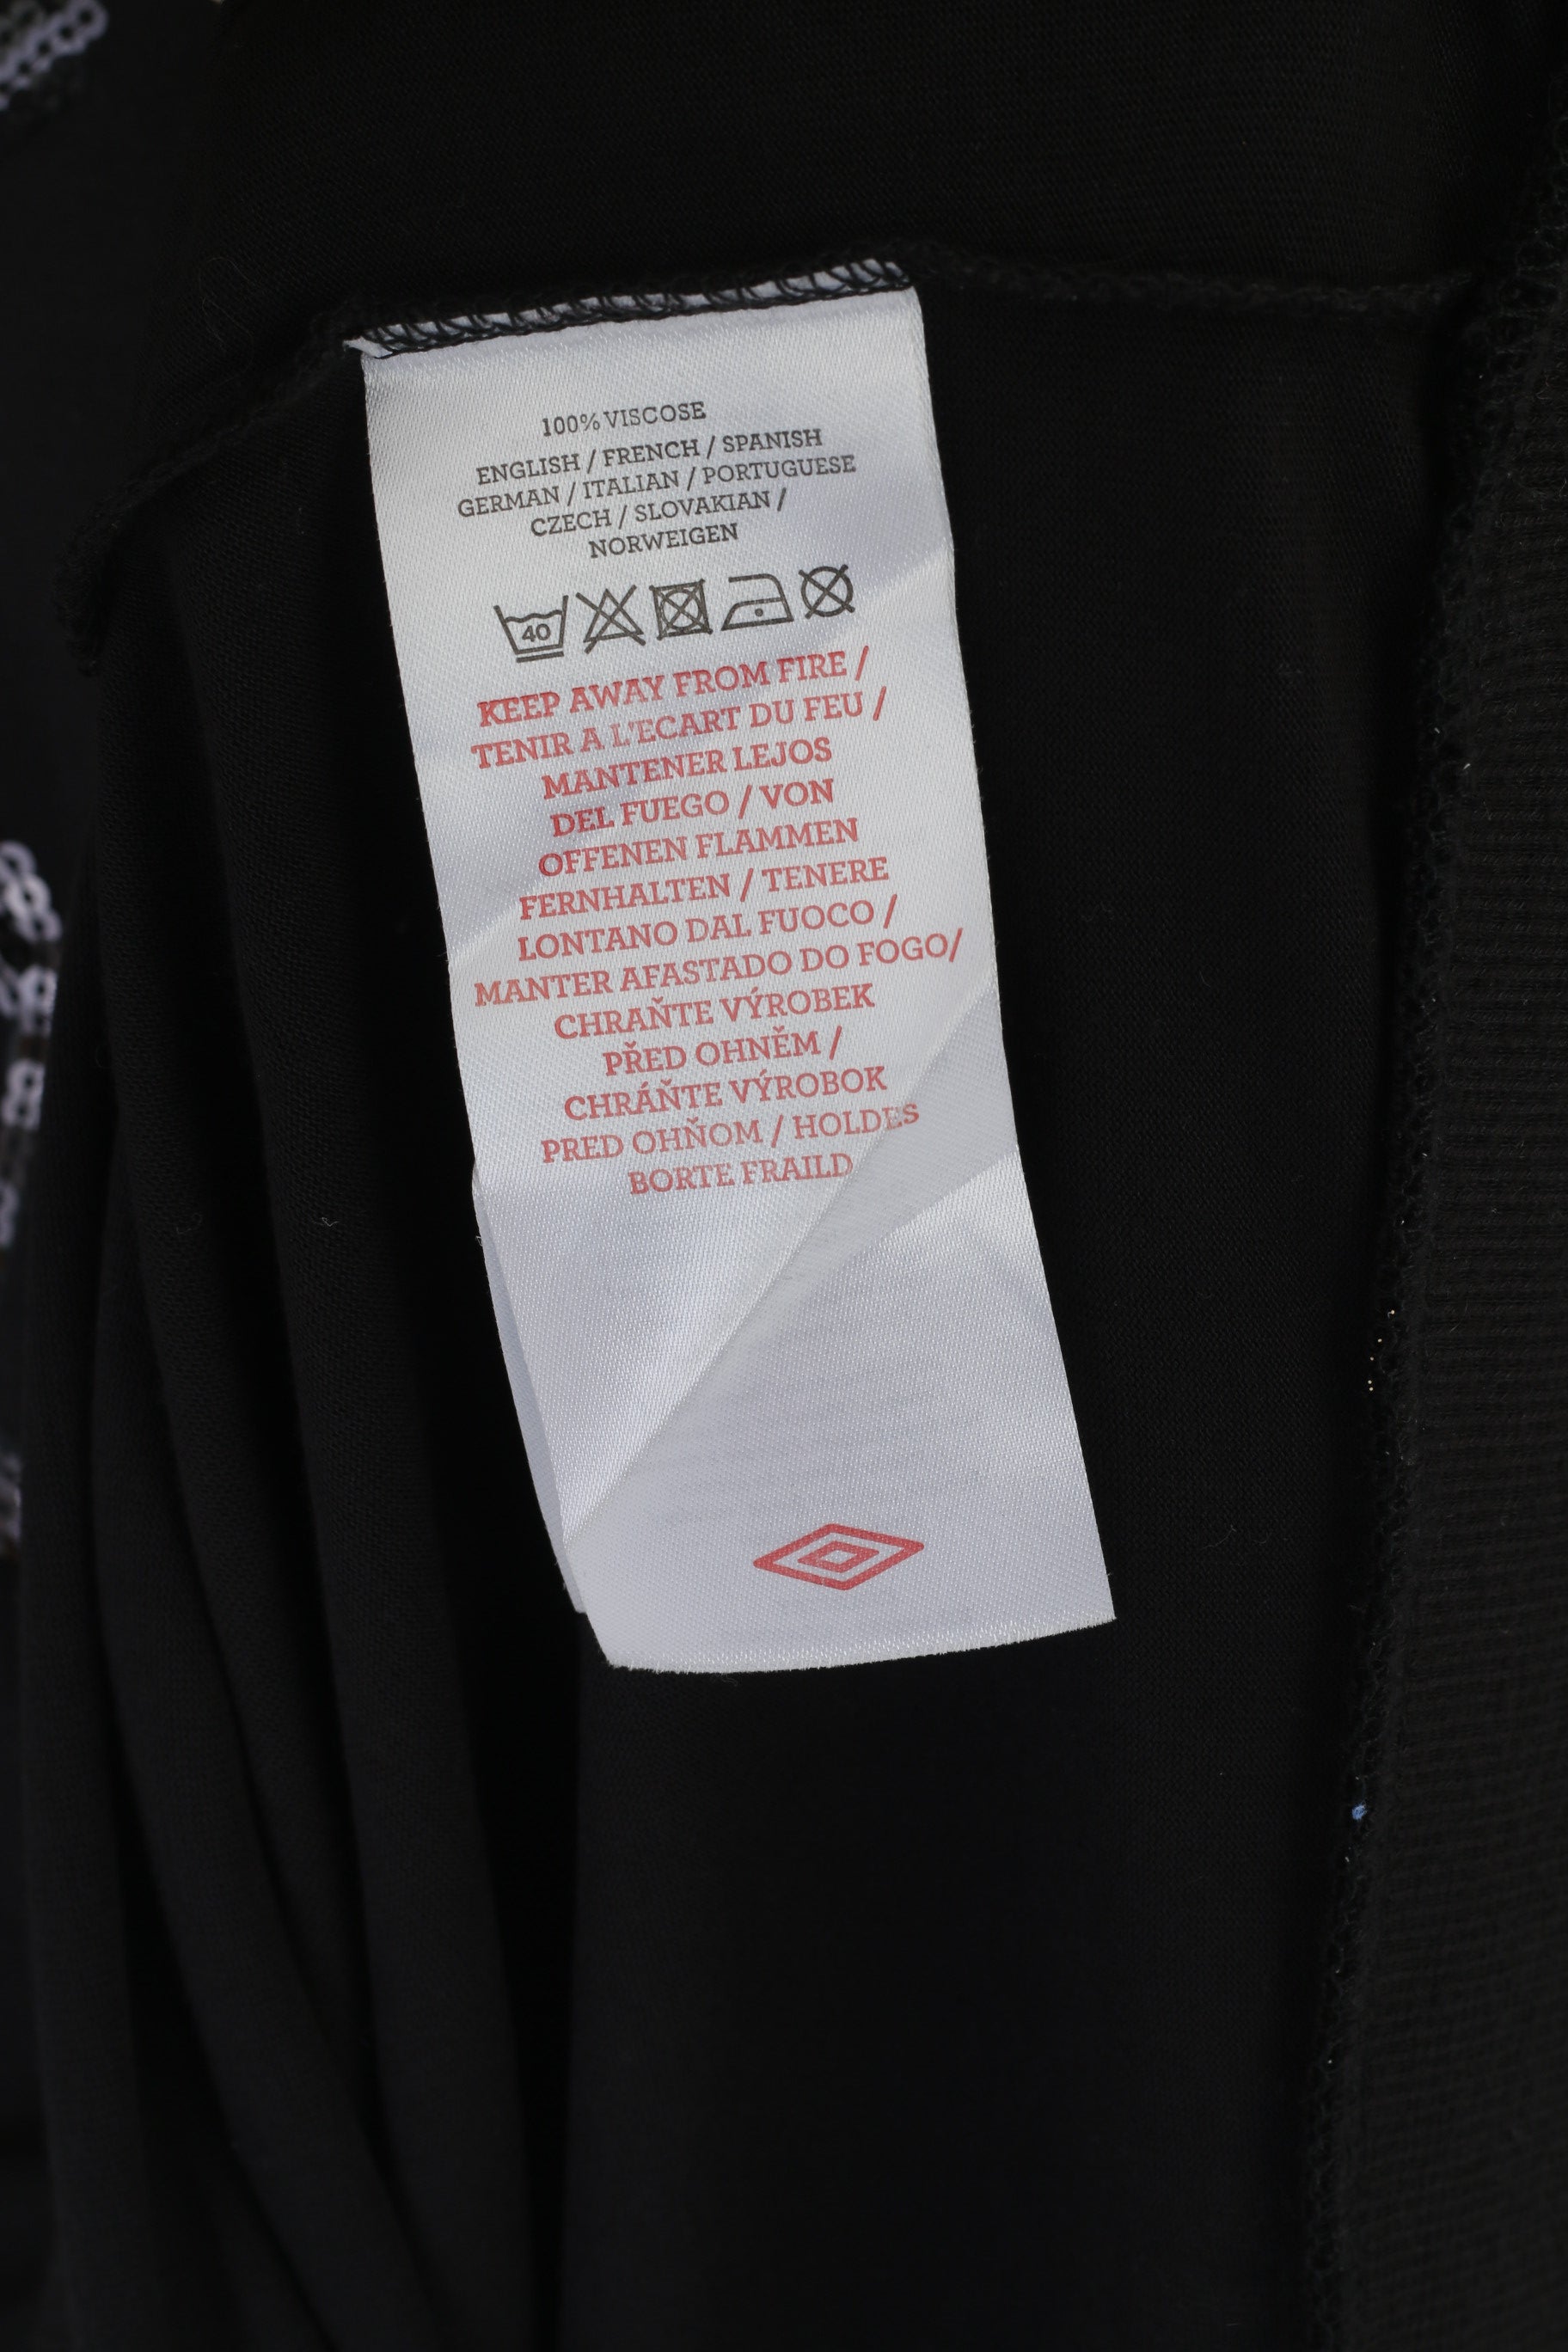 100% VISCOSE
ENGLISH / FRENCH / SPANISH
GERMAN / ITALIAN / PORTUGUESE
CZECH / SLOVAKIAN /
NORWEIGEN
40
KEEP AWAY FROM FIRE /
TENIR A L'ECART DU FEU /
MANTENER LEJOS
DEL FUEGO / VON
OFFENEN FLAMMEN
FERNHALTEN / TENERE
LONTANO DAL FUOCO /
MANTER AFASTADO DO FOGO/
CHRAŇTE VÝROBEK
PŘED OHNĚM /
CHRÁŇTE VÝROBOK
PRED OHŇOM / HOLDES
BORTE FRAILD